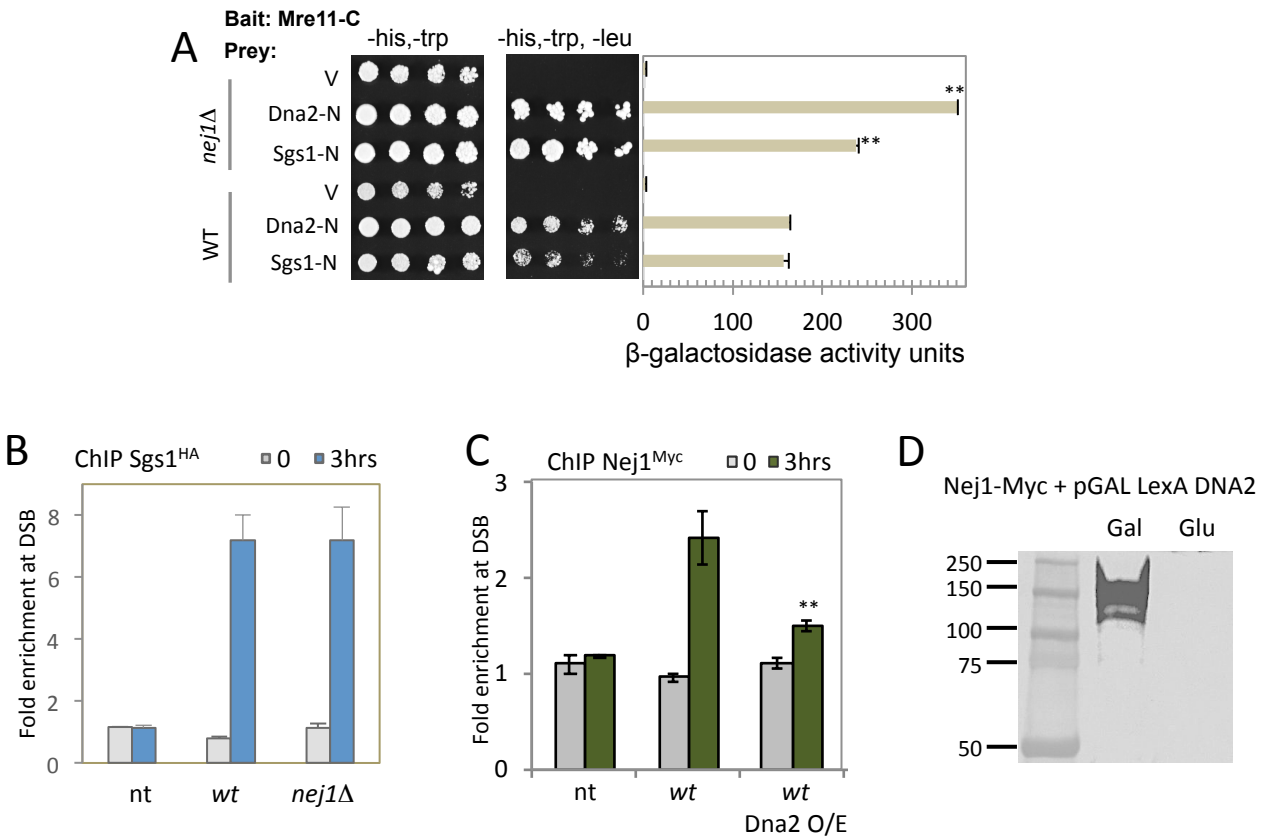 A
Bait: Mre11-C
Prey:
-his,-trp
-his,-trp, -leu
nej1Δ
V
Dna2-N
**
Sgs1-N
**
WT
V
Dna2-N
Sgs1-N
0 100 200 300
β-galactosidase activity units
B
ChIP Sgs1HA
0 3hrs
Fold enrichment at DSB
8
6
4
2
0
nt wt nej1Δ
C
ChIP Nej1Myc
0 3hrs
Fold enrichment at DSB
3
2
1
0
**
nt wt wt
Dna2 O/E
D
Nej1-Myc + pGAL LexA DNA2
Gal Glu
250
150
100
75
50